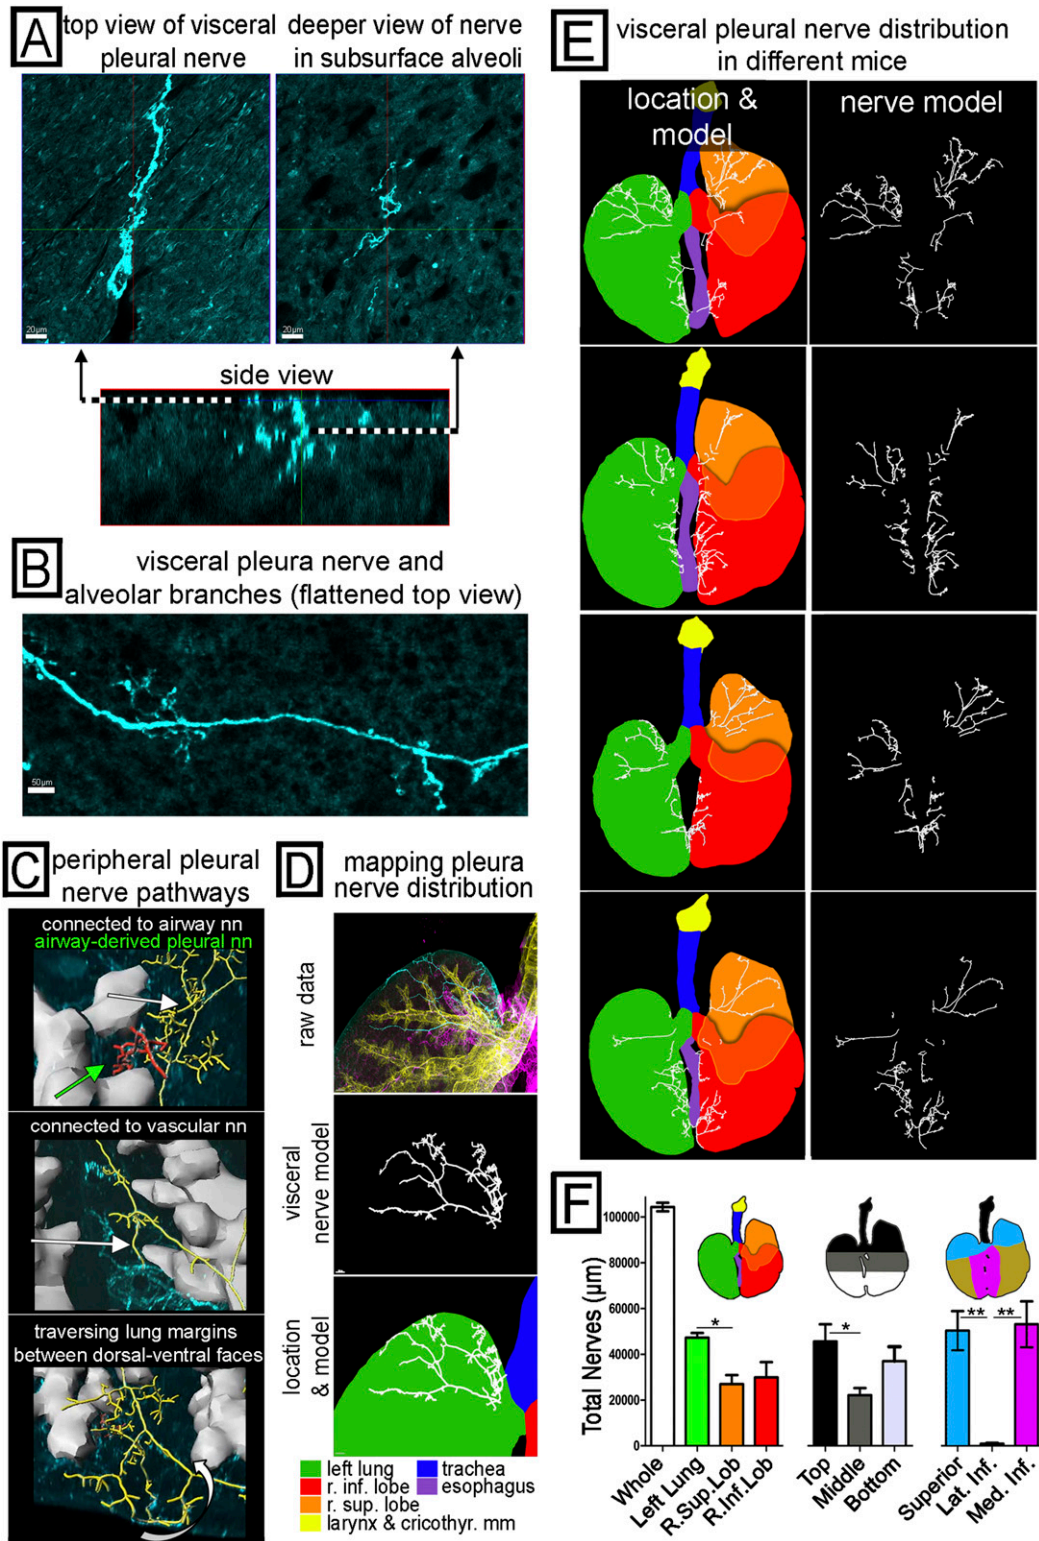 A
top view of visceral
pleural nerve
deeper view of nerve
in subsurface alveoli
20µm
20µm
side view
B
visceral pleura nerve and
alveolar branches (flattened top view)
50µm
C
peripheral pleural
nerve pathways
connected to airway nn
airway-derived pleural nn
connected to vascular nn
traversing lung margins
between dorsal-ventral faces
D
mapping pleura
nerve distribution
raw data
visceral
nerve model
location
& model
left lung
r. inf. lobe
r. sup. lobe
larynx & cricothyr. mm
trachea
esophagus
E
visceral pleural nerve distribution
in different mice
location &
model
nerve model
F
Total Nerves (µm)
100000
80000
60000
40000
20000
0
*
*
** **
Whole
Left Lung
R.Sup.Lob
R.Inf.Lob
Top
Middle
Bottom
Superior
Lat. Inf.
Med. Inf.